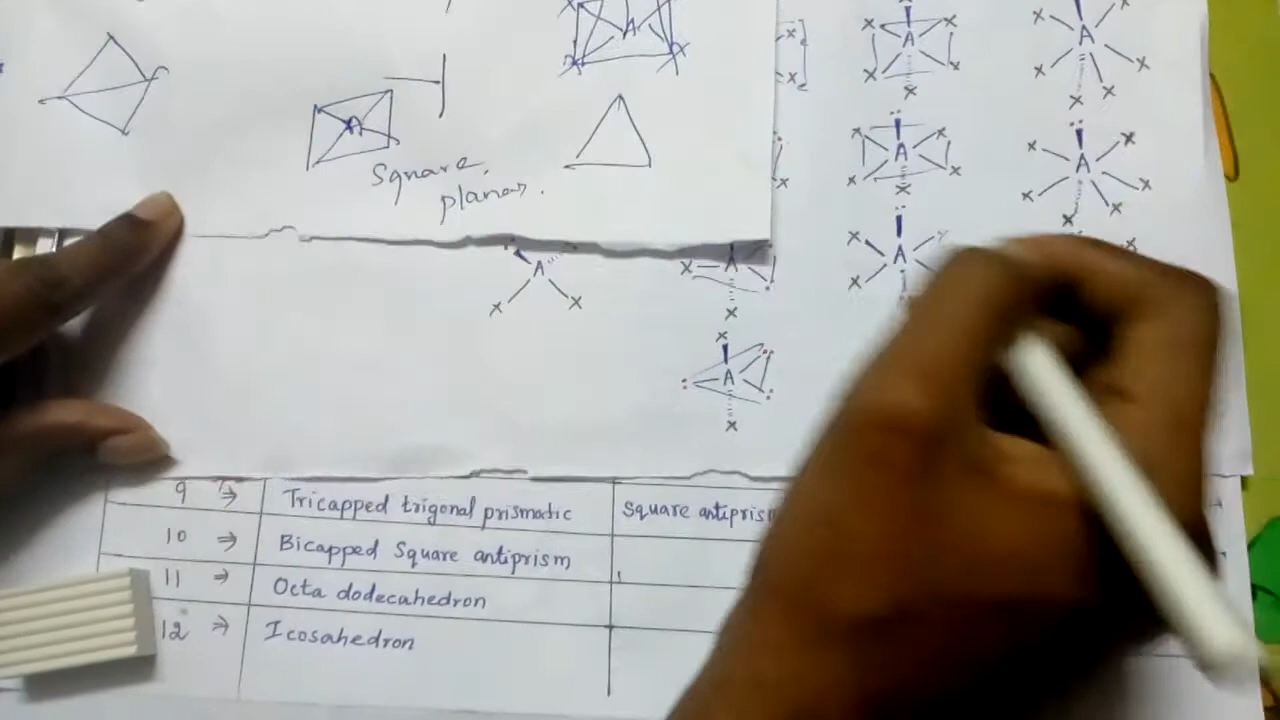 A
A
Square
planar.
X A X
X X X
X A X
X X X X
X X
X A X
X X
X
A X
X X X
X
X A
X X
A
X X
X A
X
X
A
X
9 ⇒ Tricapped trigonal prismatic Square antipris
10 ⇒ Bicapped Square antiprism
11 ⇒ Octa dodecahedron
12 ⇒ Icosahedron